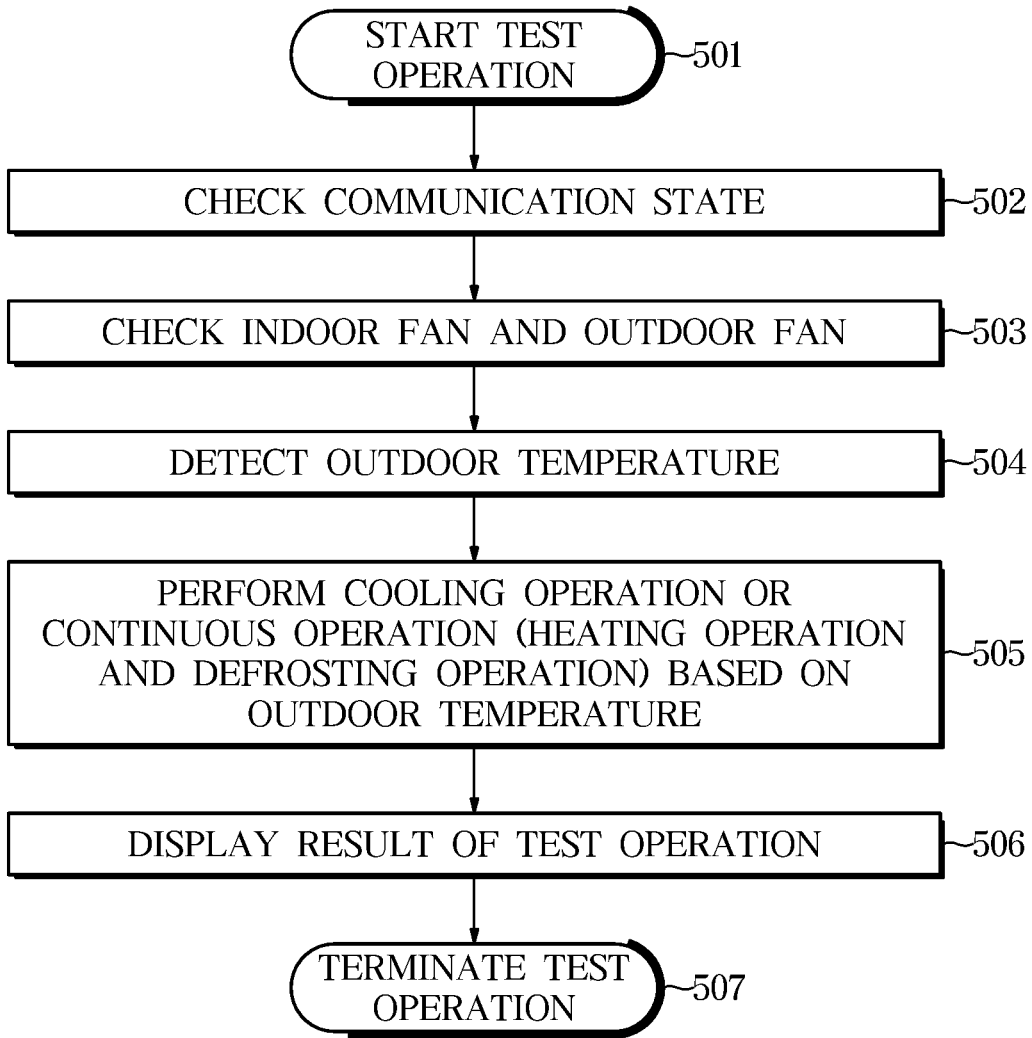 START TEST
OPERATION
501
CHECK COMMUNICATION STATE
502
CHECK INDOOR FAN AND OUTDOOR FAN
503
DETECT OUTDOOR TEMPERATURE
504
PERFORM COOLING OPERATION OR
CONTINUOUS OPERATION (HEATING OPERATION
AND DEFROSTING OPERATION) BASED ON
OUTDOOR TEMPERATURE
505
DISPLAY RESULT OF TEST OPERATION
506
TERMINATE TEST
OPERATION
507